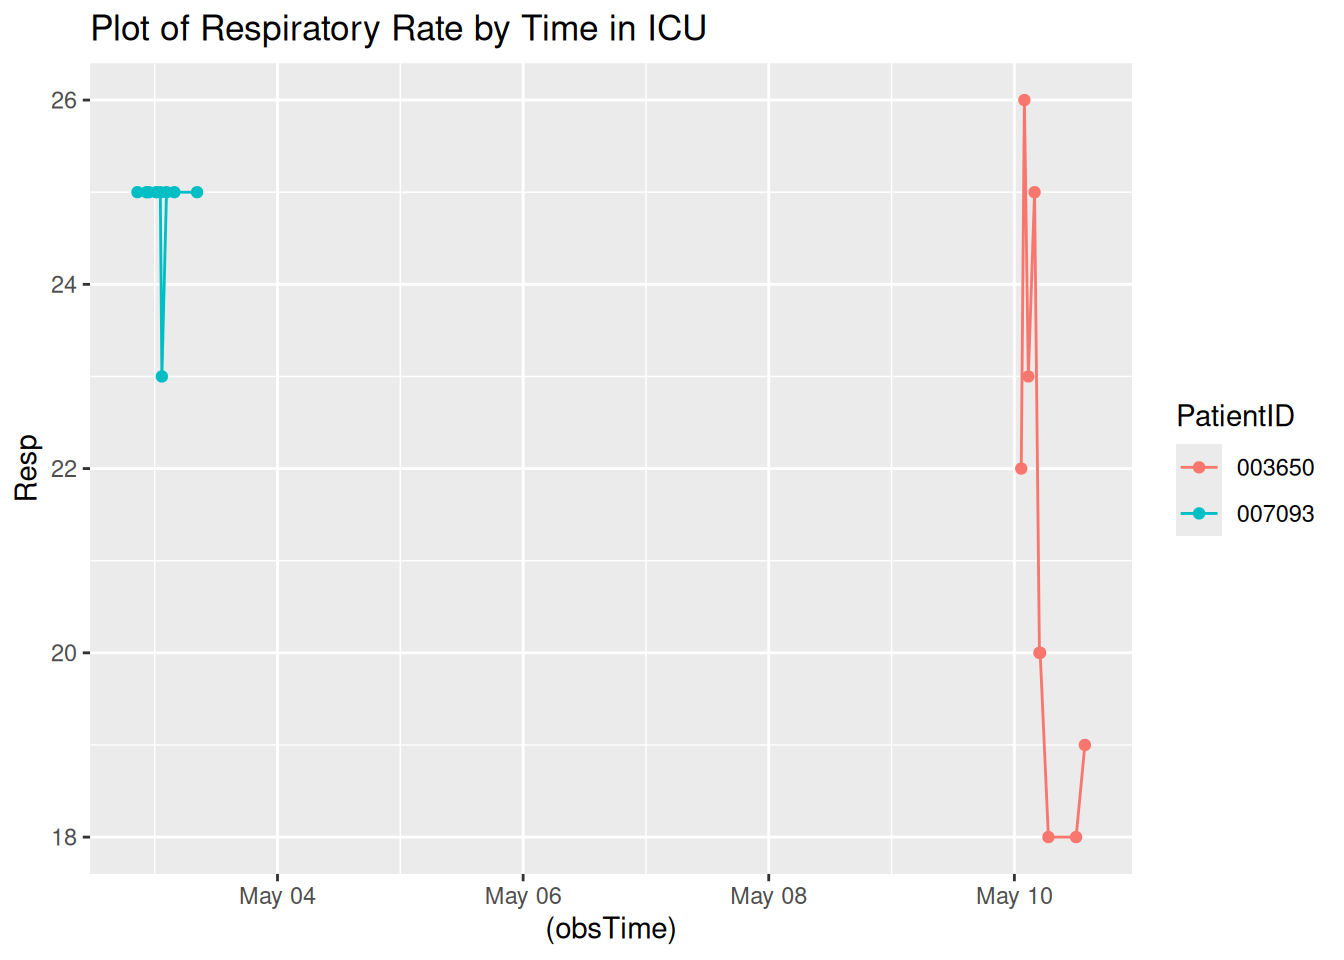 Plot of Respiratory Rate by Time in ICU
26
24
22
20
18
Resp
May 04
May 06
May 08
May 10
(obsTime)
PatientID
003650
007093